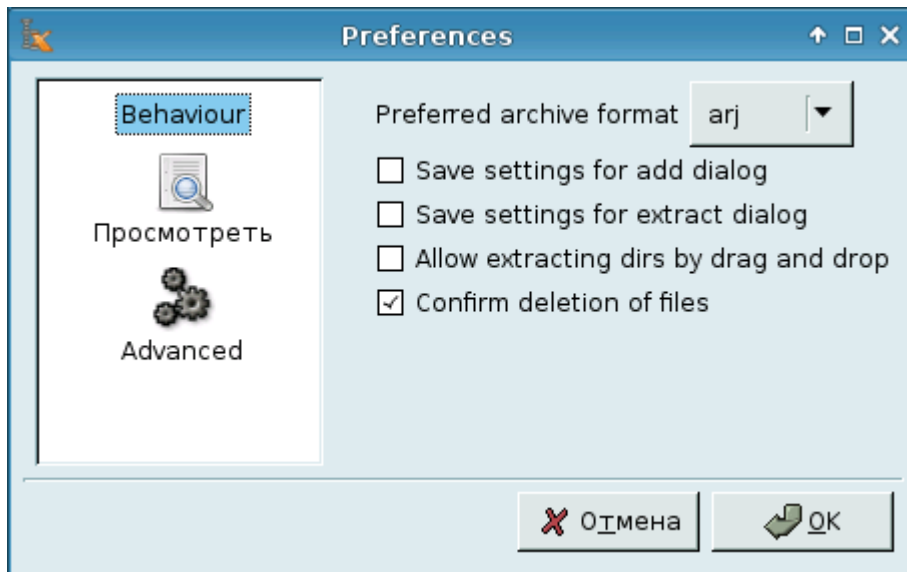 Preferences
Behaviour
Просмотреть
Advanced
Preferred archive format arj
Save settings for add dialog
Save settings for extract dialog
Allow extracting dirs by drag and drop
Confirm deletion of files
Отмена
OK